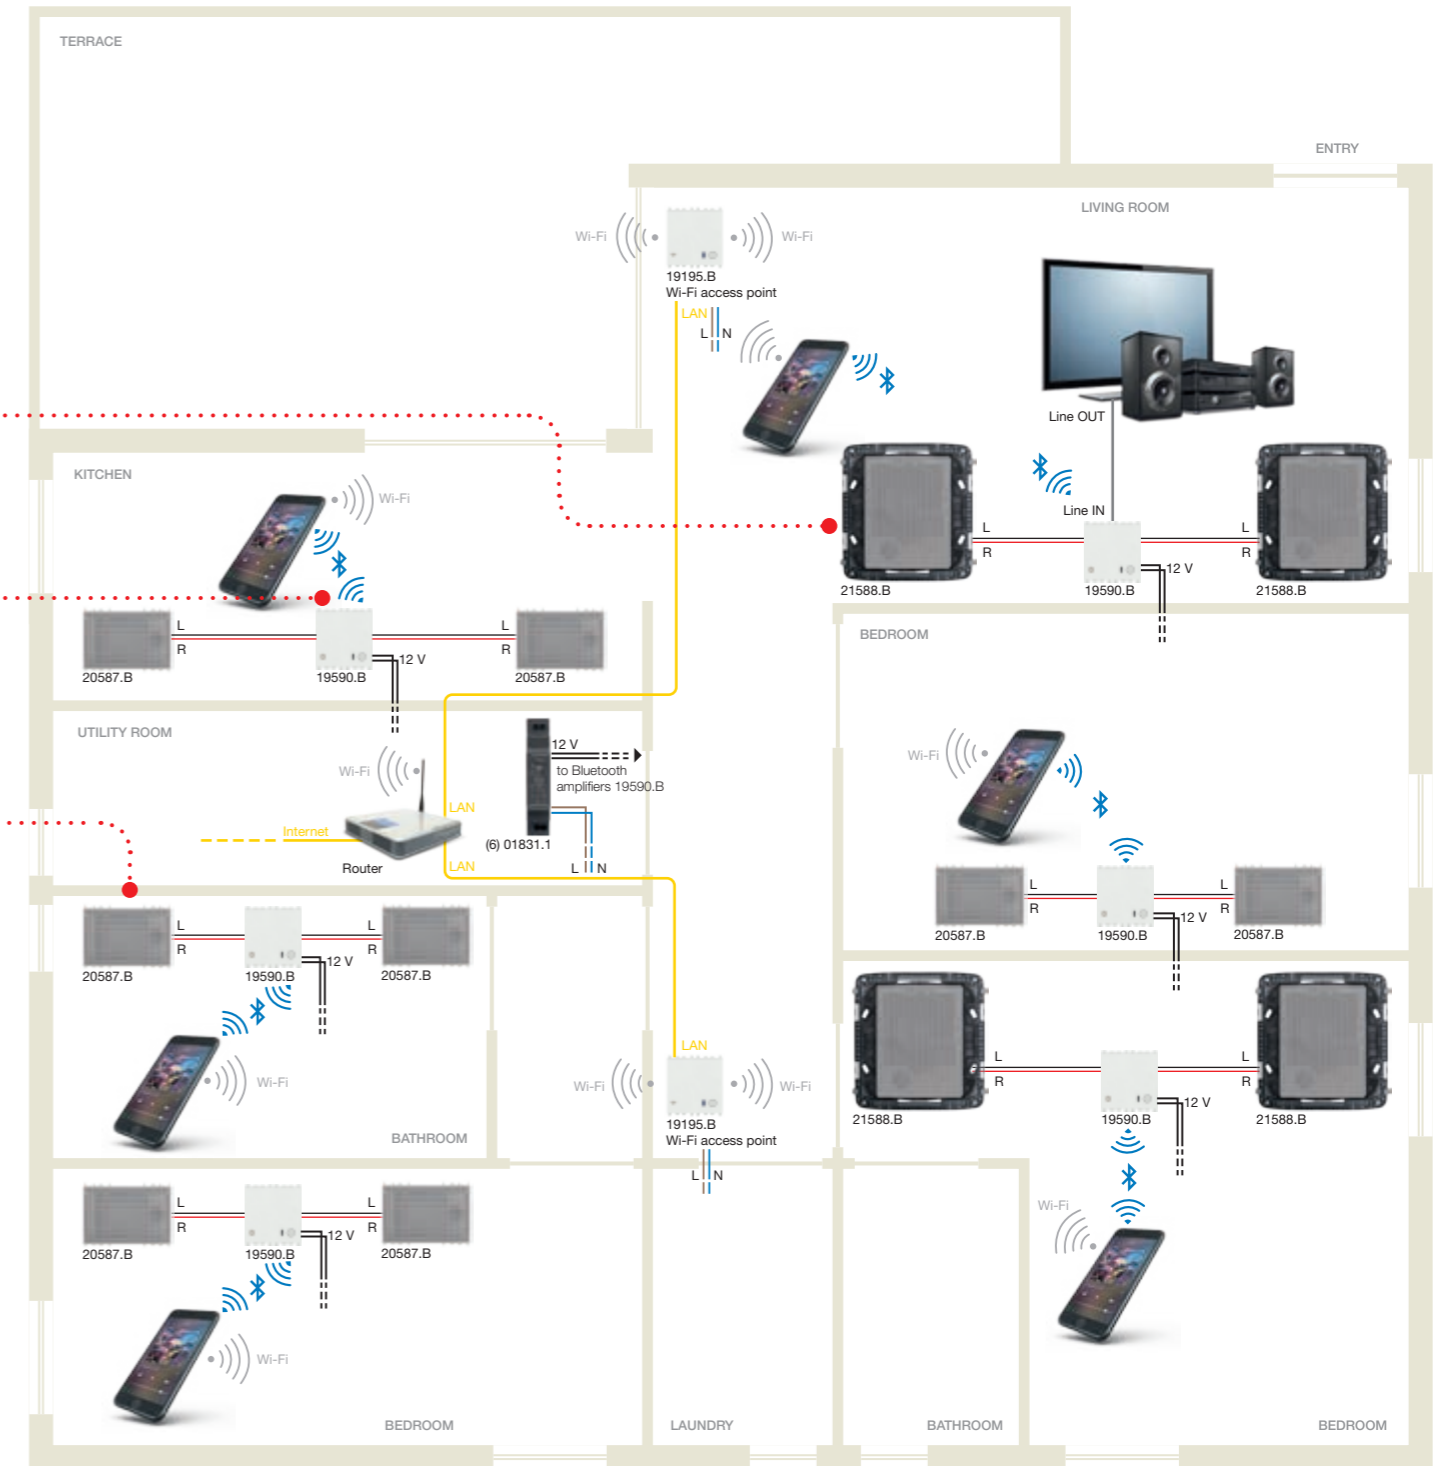 TERRACE
ENTRY
LIVING ROOM
Wi-Fi
Wi-Fi
19195.B
Wi-Fi access point
LAN
L
N
Line OUT
Line IN
L
R
L
R
12 V
21588.B
19590.B
21588.B
KITCHEN
Wi-Fi
L
R
L
R
12 V
20587.B
19590.B
20587.B
BEDROOM
Wi-Fi
L
R
L
R
12 V
20587.B
19590.B
20587.B
UTILITY ROOM
Wi-Fi
12 V
to Bluetooth
amplifiers 19590.B
LAN
Internet
LAN
Router
(6) 01831.1
L
N
L
R
L
R
12 V
20587.B
19590.B
20587.B
Wi-Fi
BATHROOM
LAN
Wi-Fi
Wi-Fi
19195.B
Wi-Fi access point
L
N
L
R
L
R
12 V
21588.B
19590.B
21588.B
Wi-Fi
L
R
L
R
12 V
20587.B
19590.B
20587.B
Wi-Fi
BEDROOM
LAUNDRY
BATHROOM
BEDROOM